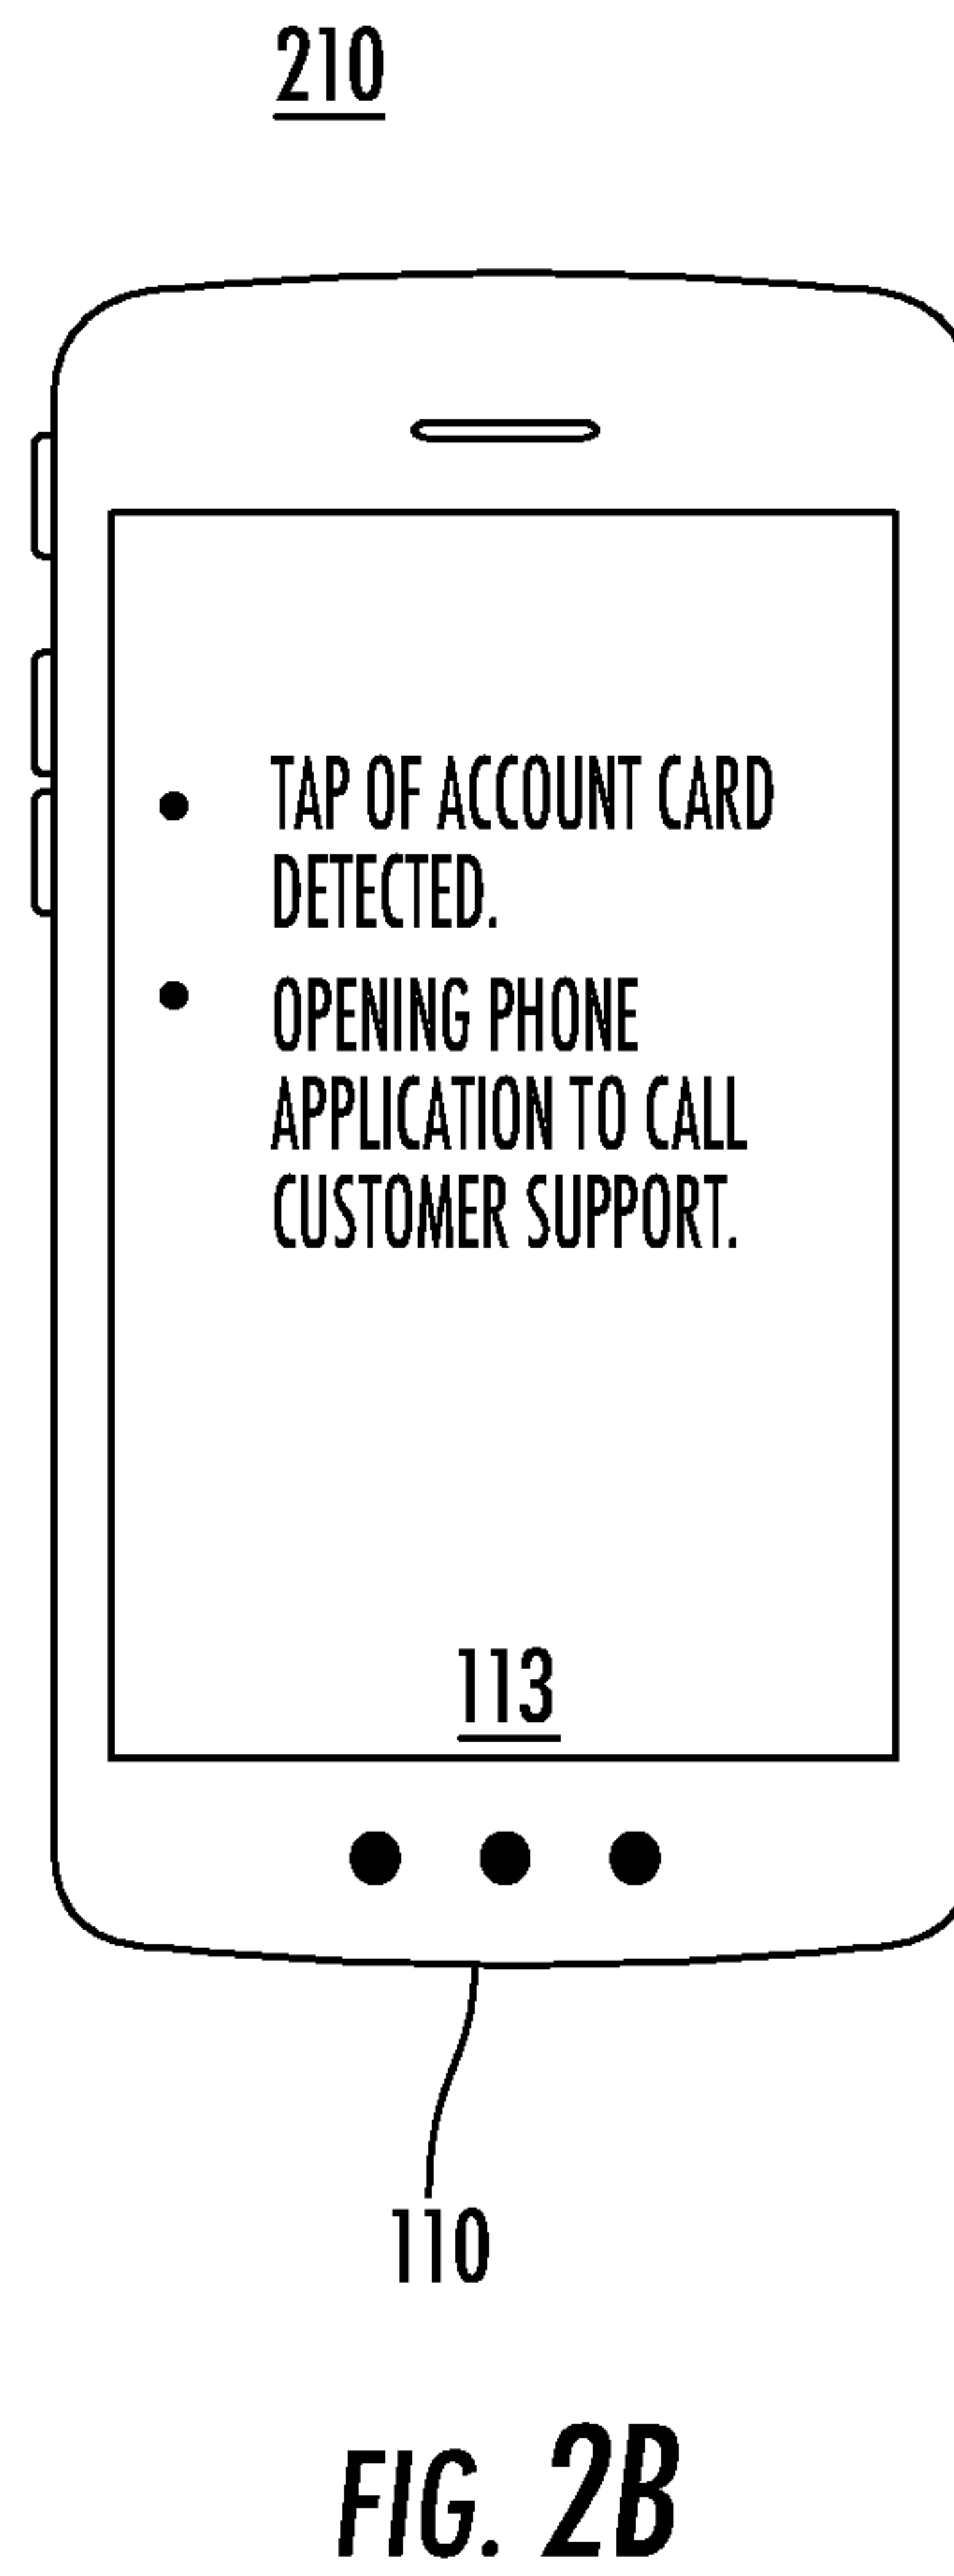 210
• TAP OF ACCOUNT CARD
DETECTED.
• OPENING PHONE
APPLICATION TO CALL
CUSTOMER SUPPORT.
113
110
FIG. 2B